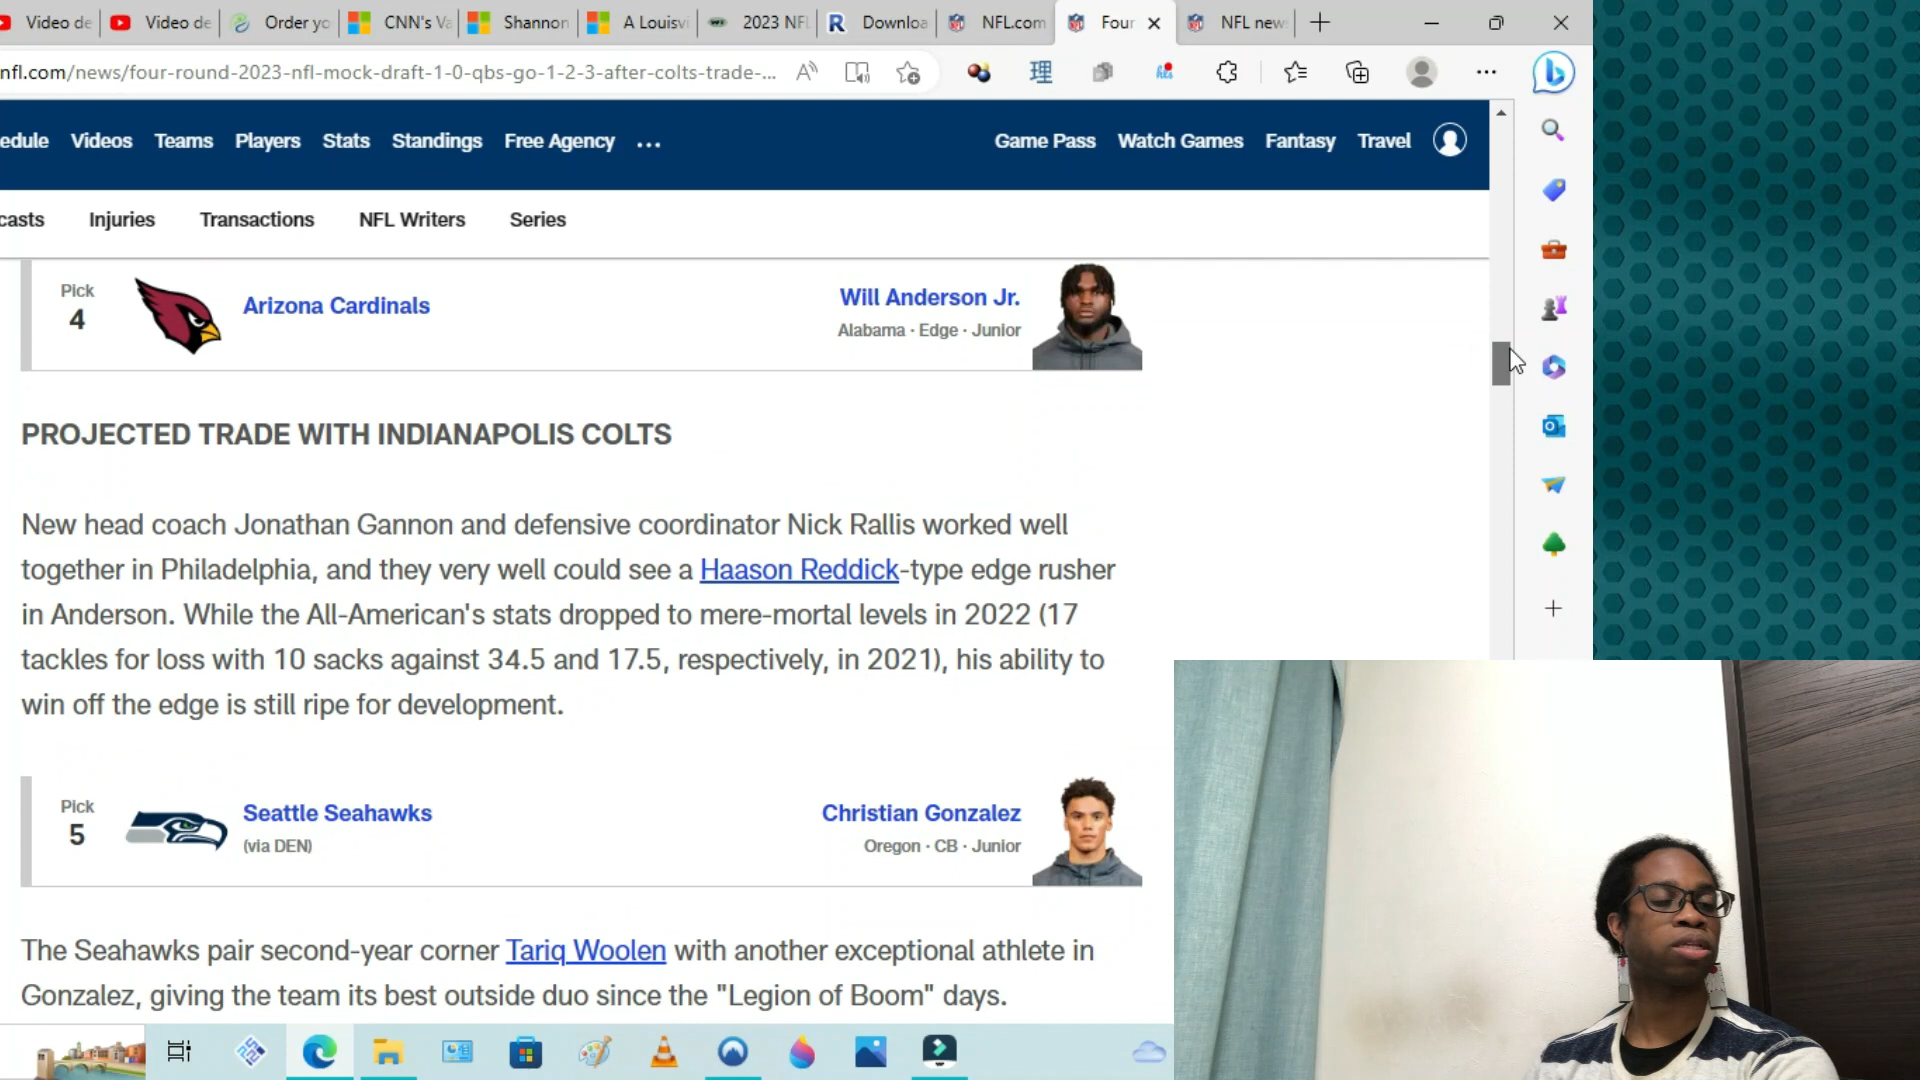 Video de
Video de
Order yo
CNN's Va
Shannon
A Louisvi
2023 NFL
Downloa
NFL.com
Four
NFL new
nfl.com/news/four-round-2023-nfl-mock-draft-1-0-qbs-go-1-2-3-after-colts-trade-...
edule Videos Teams Players Stats Standings Free Agency ...
Game Pass Watch Games Fantasy Travel
casts Injuries Transactions NFL Writers Series
Pick
4
Arizona Cardinals
Will Anderson Jr.
Alabama · Edge · Junior
PROJECTED TRADE WITH INDIANAPOLIS COLTS
New head coach Jonathan Gannon and defensive coordinator Nick Rallis worked well
together in Philadelphia, and they very well could see a Haason Reddick-type edge rusher
in Anderson. While the All-American's stats dropped to mere-mortal levels in 2022 (17
tackles for loss with 10 sacks against 34.5 and 17.5, respectively, in 2021), his ability to
win off the edge is still ripe for development.
Pick
5
Seattle Seahawks
(via DEN)
Christian Gonzalez
Oregon · CB · Junior
The Seahawks pair second-year corner Tariq Woolen with another exceptional athlete in
Gonzalez, giving the team its best outside duo since the "Legion of Boom" days.